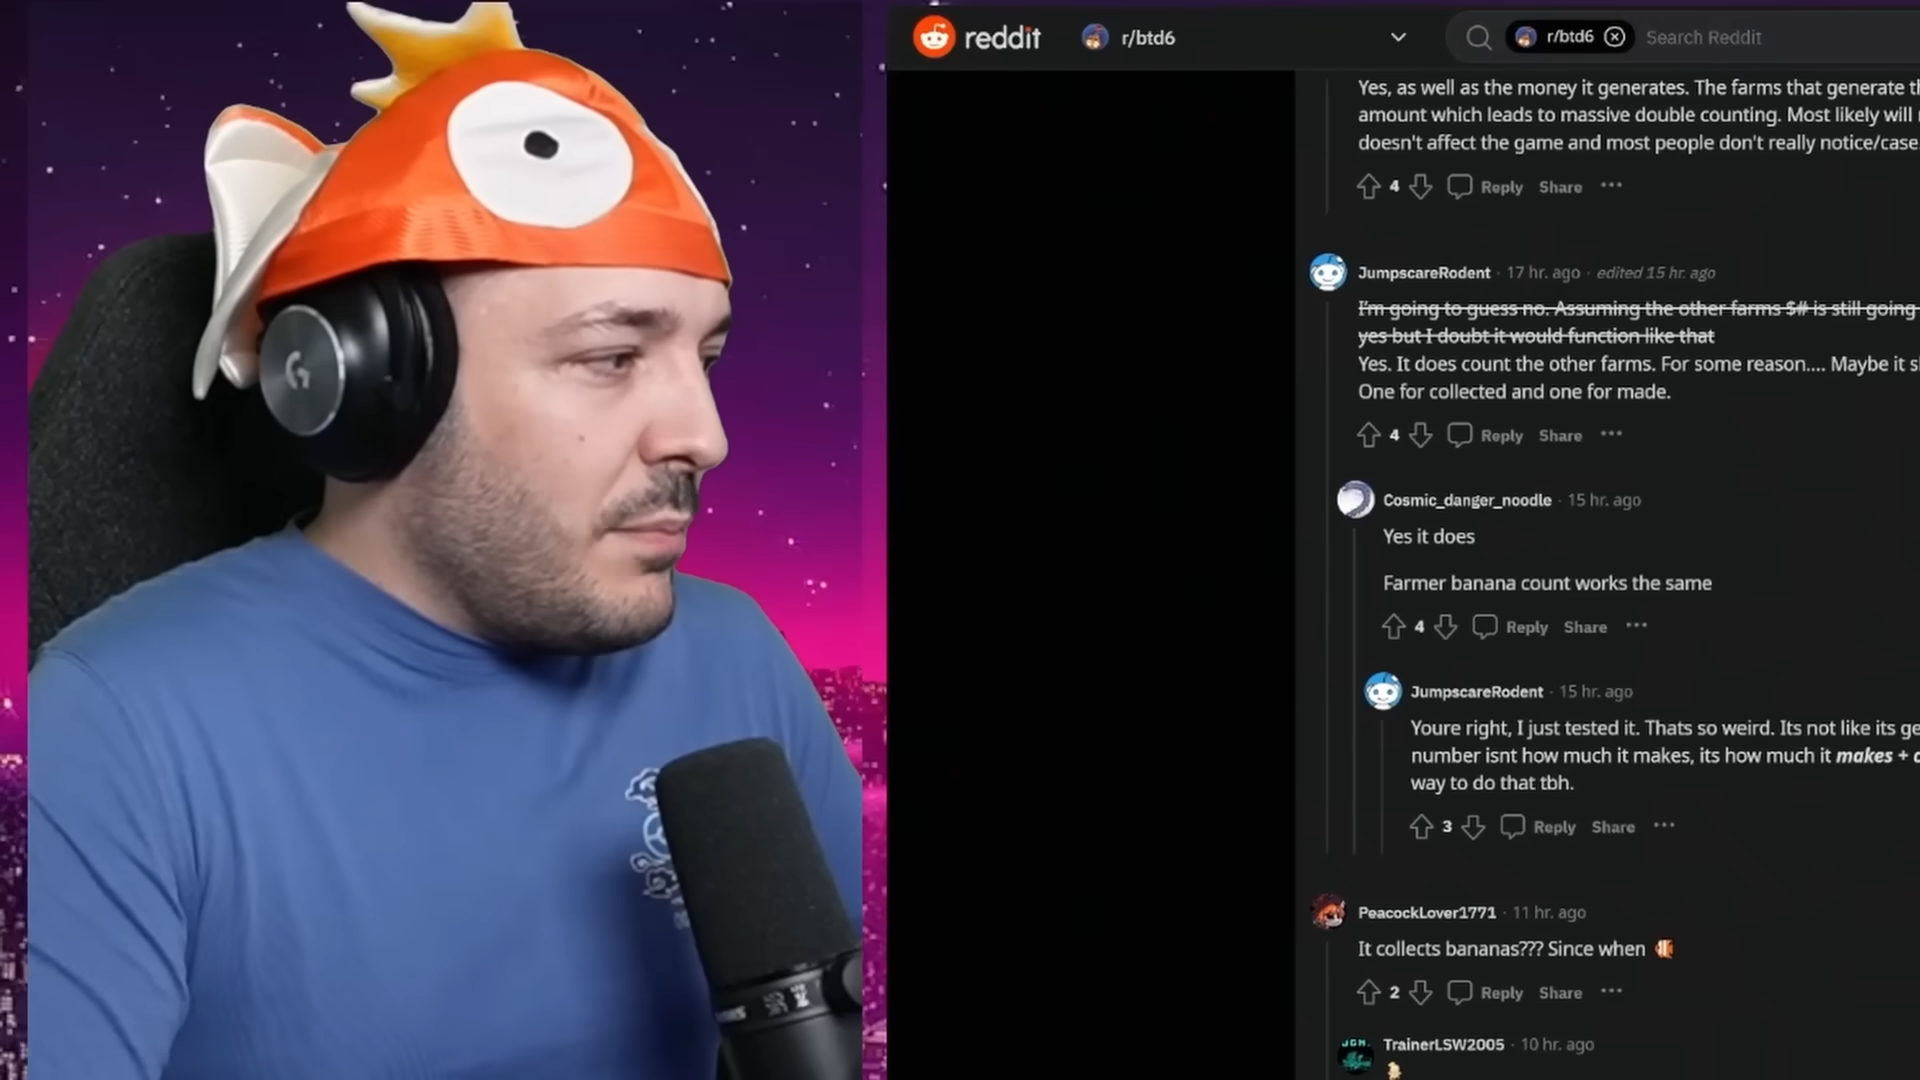 reddit r/btd6 r/btd6 Search Reddit
Yes, as well as the money it generates. The farms that generate
amount which leads to massive double counting. Most likely will
doesn't affect the game and most people don't really notice/case.
4 Reply Share
JumpscareRodent · 17 hr. ago · edited 15 hr. ago
I'm going to guess no. Assuming the other farms $# is still going
yes but I doubt it would function like that
Yes. It does count the other farms. For some reason.... Maybe it
One for collected and one for made.
4 Reply Share
Cosmic_danger_noodle · 15 hr. ago
Yes it does
Farmer banana count works the same
4 Reply Share
JumpscareRodent · 15 hr. ago
Youre right, I just tested it. Thats so weird. Its not like its
number isnt how much it makes, its how much it makes +
way to do that tbh.
3 Reply Share
PeacockLover1771 · 11 hr. ago
It collects bananas??? Since when 🐠
2 Reply Share
TrainerLSW2005 · 10 hr. ago